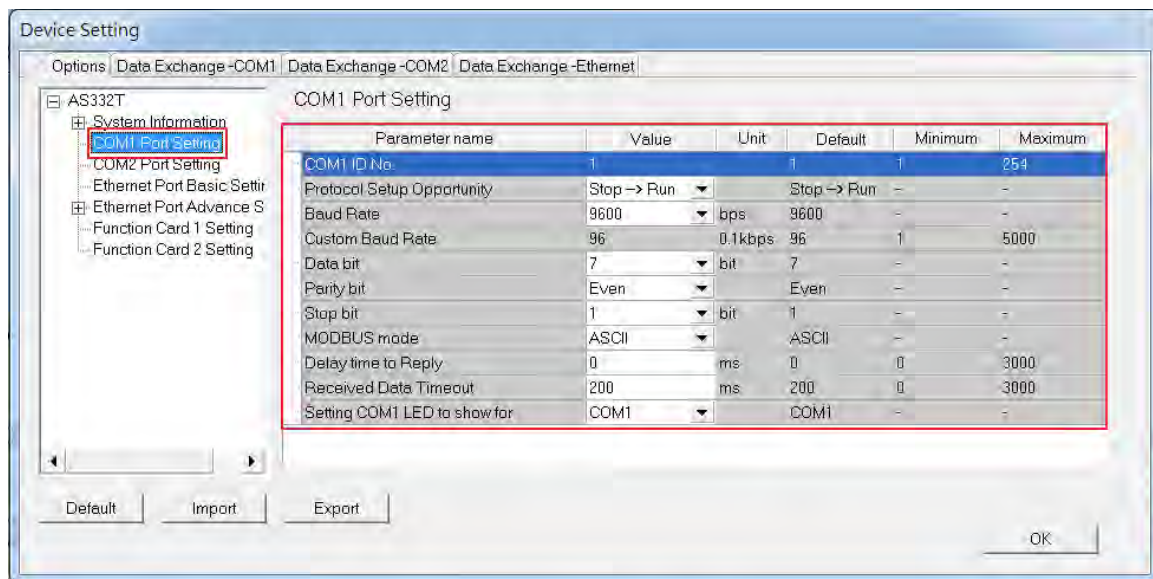 Device Setting
Options Data Exchange -COM1 Data Exchange -COM2 Data Exchange -Ethernet
AS332T
System Information
COM1 Port Setting
COM2 Port Setting
Ethernet Port Basic Settir
Ethernet Port Advance S
Function Card 1 Setting
Function Card 2 Setting
COM1 Port Setting
Parameter name Value Unit Default Minimum Maximum
COM1 ID No. 1 1 1 254
Protocol Setup Opportunity Stop --> Run Stop --> Run -
Baud Rate 9600 bps 9600 - -
Custom Baud Rate 96 0.1kbps 96 1 5000
Data bit 7 bit 7 - -
Parity bit Even Even - -
Stop bit 1 bit 1 - -
MODBUS mode ASCII ASCII - -
Delay time to Reply 0 ms 0 0 3000
Received Data Timeout 200 ms 200 0 3000
Setting COM1 LED to show for COM1 COM1 - -
Default Import Export
OK